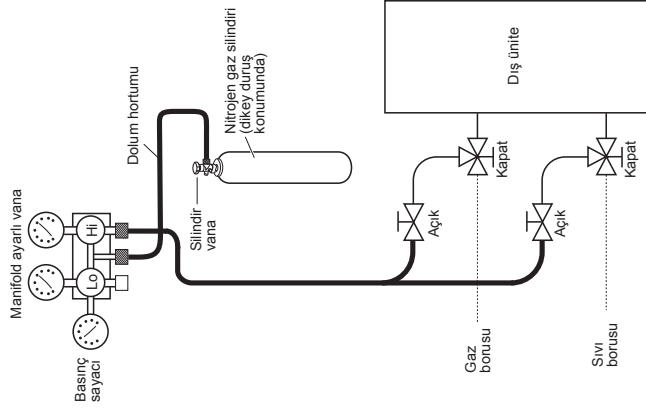 Manifold ayarlı vana
Hi
Lo
Basınç
sayacı
Dolum hortumu
Silindir
vana
Nitrojen gaz silindiri
(dikey duruş
konumunda)
Dış ünite
Açık
Kapat
Açık
Kapat
Gaz
borusu
Sıvı
borusu